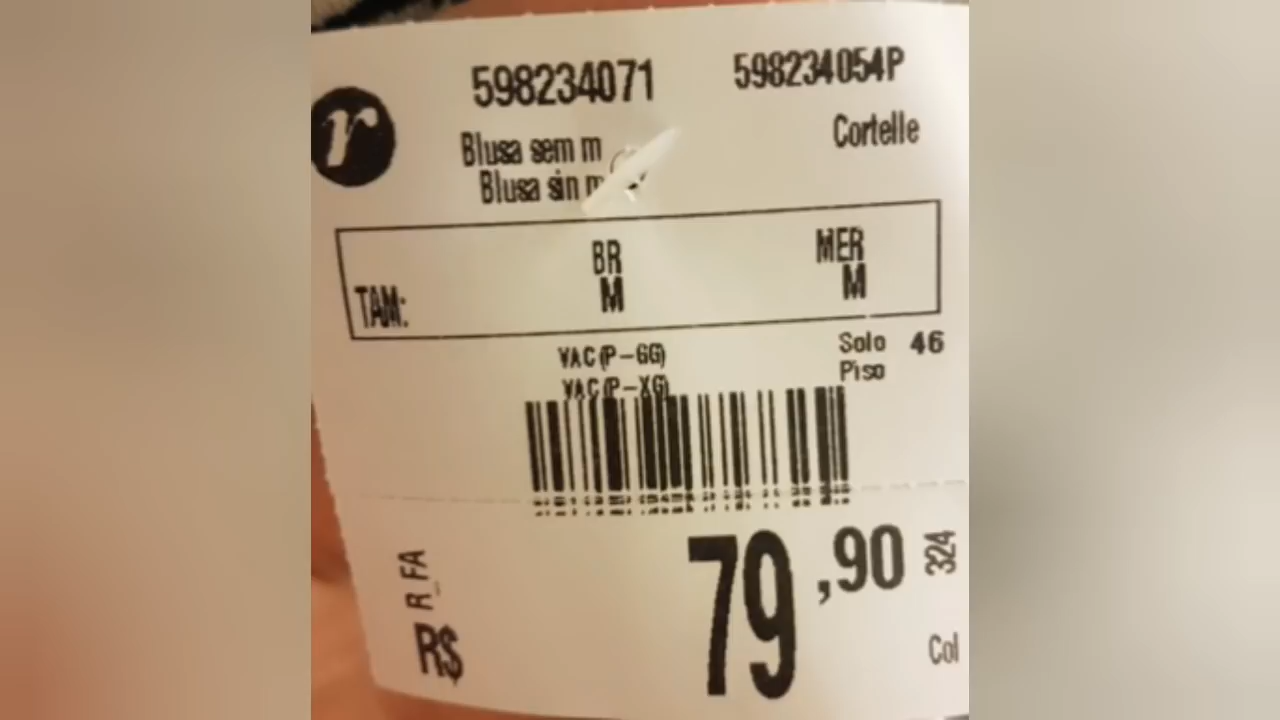 598234071 598234054P
r
Blusa sem m Cortelle
Blusa sin m
BR MER
TAM: M M
VAC (P-GG) Solo 46
VAC (P-XG) Piso
R_FA
R$ 79,90
324
Col